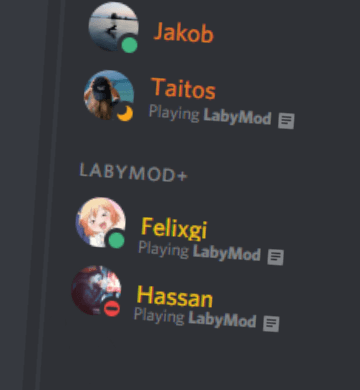 Jakob
Taitos
Playing LabyMod
LABYMOD+
Felixgi
Playing LabyMod
Hassan
Playing LabyMod